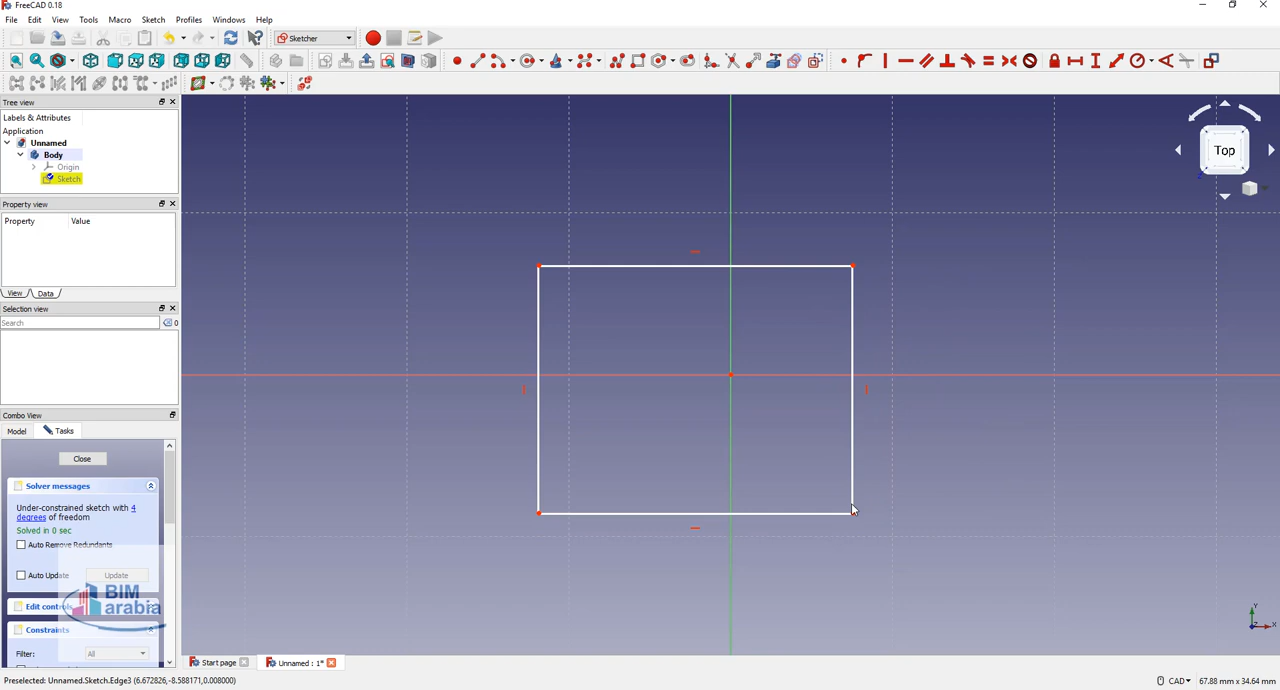 FreeCAD 0.18
File Edit View Tools Macro Sketch Profiles Windows Help
Sketcher
Tree view
Labels & Attributes
Application
Unnamed
Body
Origin
Sketch
Property view
Property Value
View Data
Selection view
Search 0
Combo View
Model Tasks
Close
Solver messages
Under-constrained sketch with 4
degrees of freedom
Solved in 0 sec
Auto Remove Redundants
Auto Update Update
BIM
arabia
Constraints
Filter: All
Top
Z
Y
Z X
Start page Unnamed : 1*
Preselected: Unnamed.Sketch.Edge3 (6.672826,-8.588171,0.008000)
CAD 67.88 mm x 34.64 mm